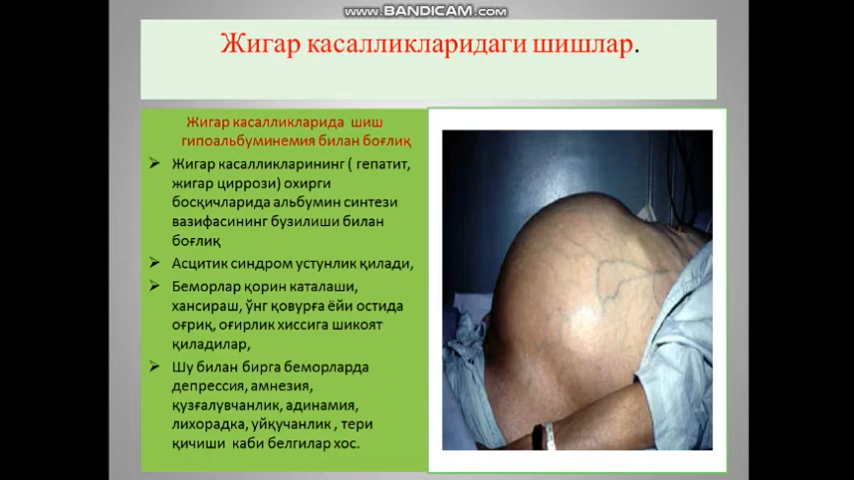 www.BANDICAM.com
Жигар касалликларидаги шишлар.
Жигар касалликларида шиш
гипоальбуминемия билан боғлиқ
Жигар касалликларининг ( гепатит,
жигар циррози) охирги
босқичларида альбумин синтези
вазифасининг бузилиши билан
боғлиқ
Асцитик синдром устунлик қилади,
Беморлар қорин каталаши,
хансираш, ўнг қовурға ёйи остида
оғриқ, оғирлик хиссига шикоят
қиладилар,
Шу билан бирга беморларда
депрессия, амнезия,
қузғалувчанлик, адинамия,
лихорадка, уйқучанлик , тери
қичиши каби белгилар хос.